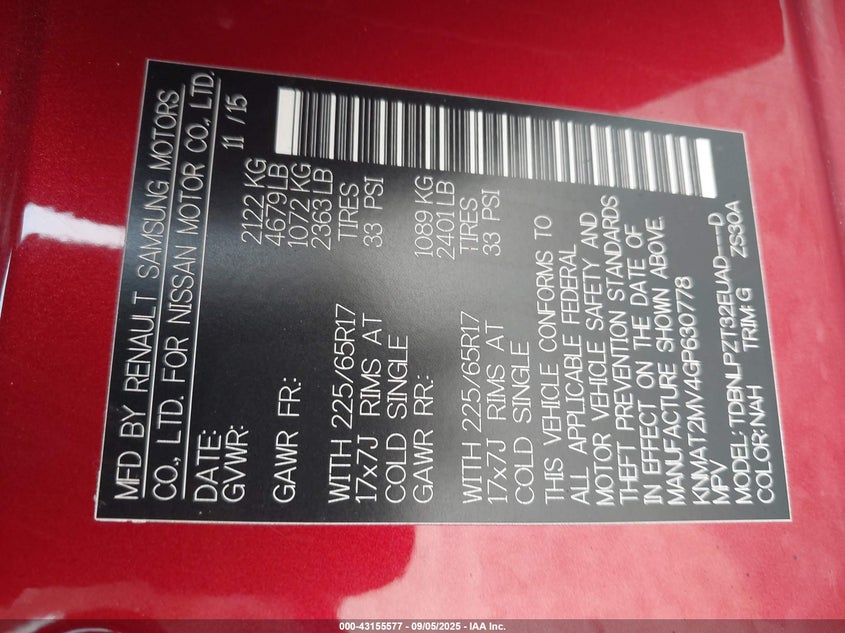 MFD BY RENAULT SAMSUNG MOTORS
CO., LTD. FOR NISSAN MOTOR CO., LTD.
DATE: 11 / 15
GVWR: 2122 KG
4679 LB
GAWR FR: 1072 KG
2363 LB
WITH 225/65R17 TIRES
17x7J RIMS AT 33 PSI
COLD SINGLE
GAWR RR: 1089 KG
2401 LB
WITH 225/65R17 TIRES
17x7J RIMS AT 33 PSI
COLD SINGLE
THIS VEHICLE CONFORMS TO
ALL APPLICABLE FEDERAL
MOTOR VEHICLE SAFETY AND
THEFT PREVENTION STANDARDS
IN EFFECT ON THE DATE OF
MANUFACTURE SHOWN ABOVE.
KNMAT2MV4GP630778
MPV
MODEL: TDBNLPZT32EUAD---D
COLOR: NAH TRIM: G ZS30A
000-43155577 - 09/05/2025 - IAA Inc.